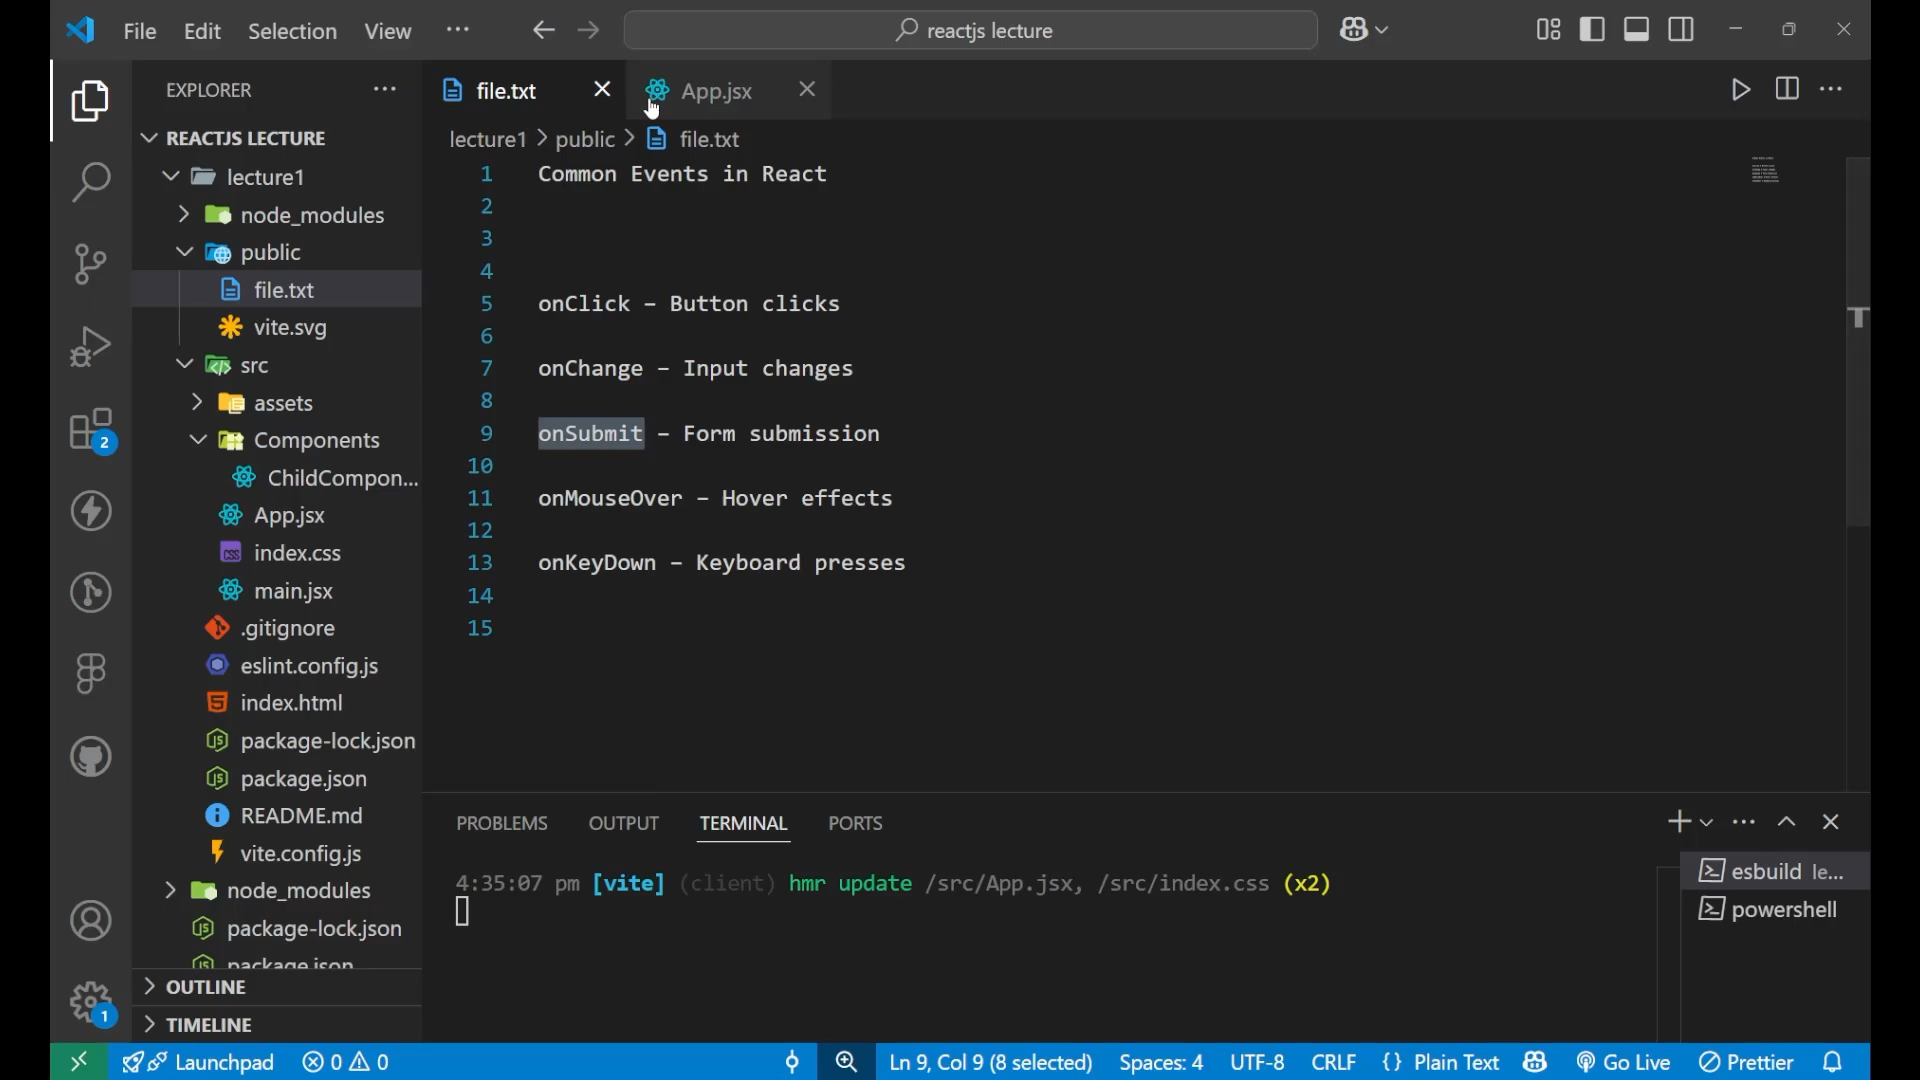 File Edit Selection View ··· reactjs lecture
EXPLORER ···
file.txt App.jsx
REACTJS LECTURE
lecture1 > public > file.txt
lecture1
node_modules
public
file.txt
vite.svg
src
assets
Components
ChildCompon...
App.jsx
index.css
main.jsx
.gitignore
eslint.config.js
index.html
package-lock.json
package.json
README.md
vite.config.js
node_modules
package-lock.json
package.json
OUTLINE
TIMELINE
2
1
1 Common Events in React
2
3
4
5 onClick – Button clicks
6
7 onChange – Input changes
8
9 onSubmit – Form submission
10
11 onMouseOver – Hover effects
12
13 onKeyDown – Keyboard presses
14
15
PROBLEMS OUTPUT TERMINAL PORTS
4:35:07 pm [vite] (client) hmr update /src/App.jsx, /src/index.css (x2)
esbuild le...
powershell
Launchpad 0 0 Ln 9, Col 9 (8 selected) Spaces: 4 UTF-8 CRLF {} Plain Text Go Live Prettier